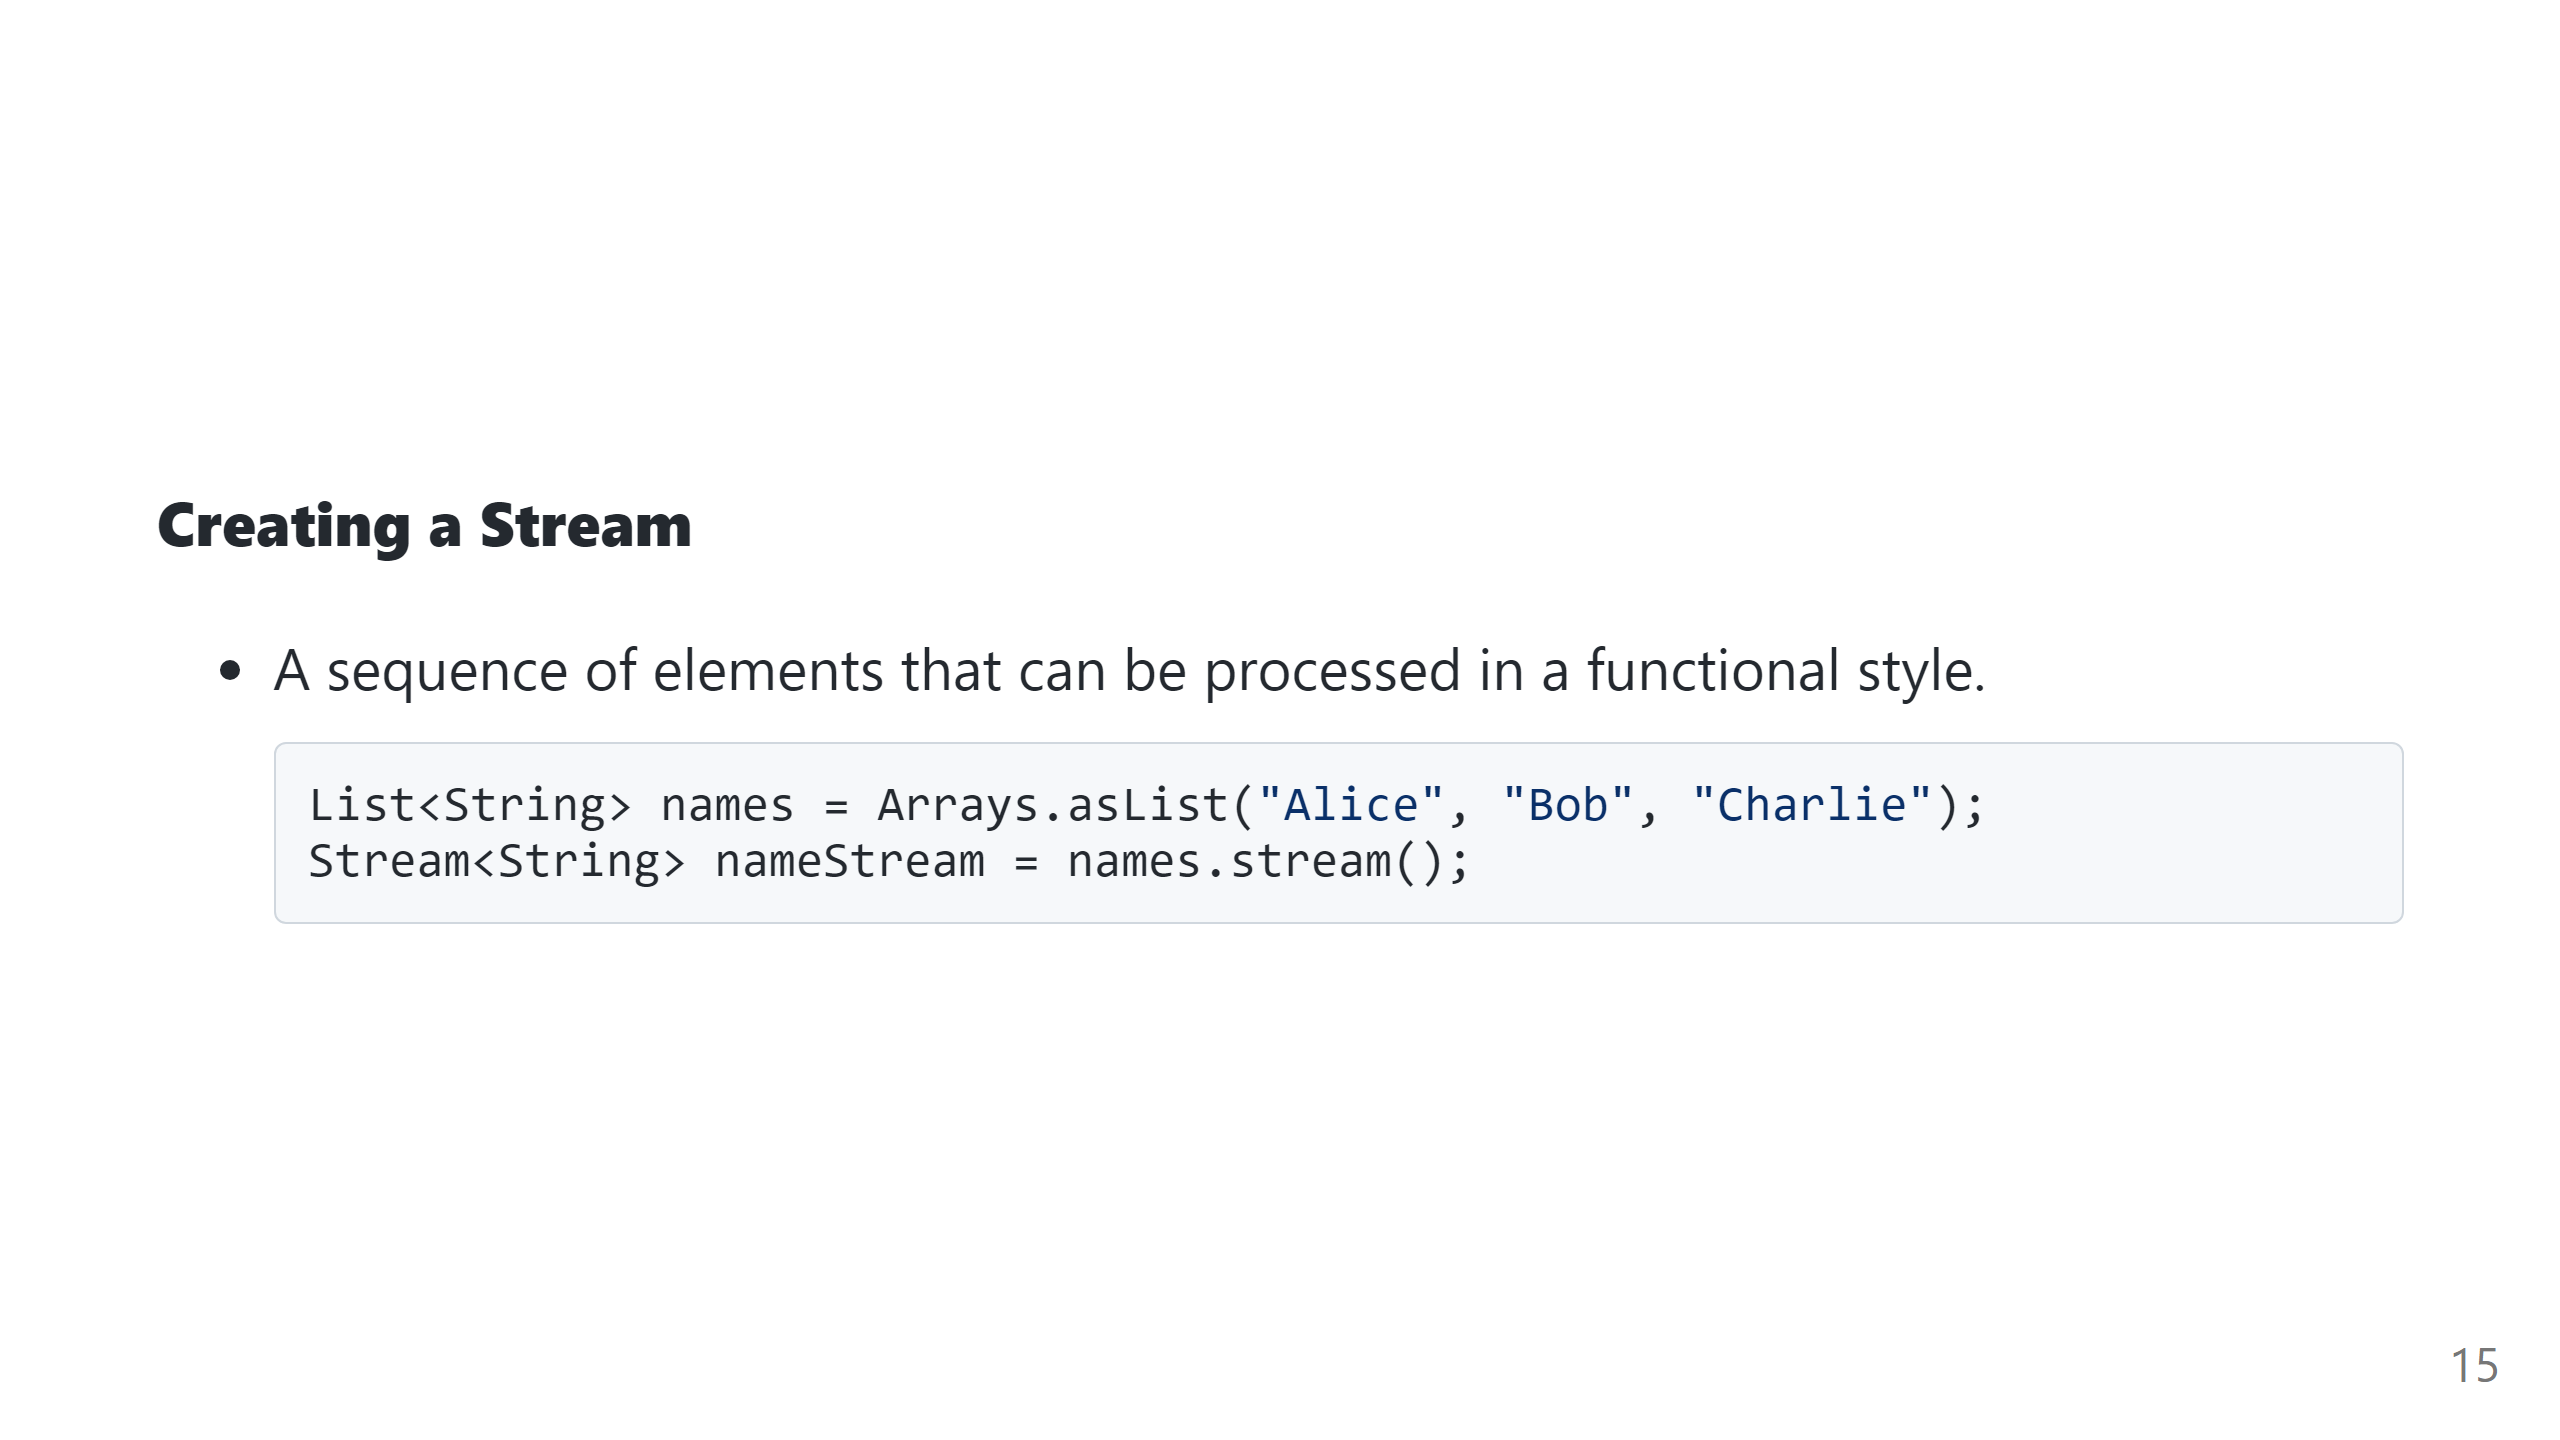 Creating a Stream
• A sequence of elements that can be processed in a functional style.
List<String> names = Arrays.asList("Alice", "Bob", "Charlie");
Stream<String> nameStream = names.stream();
15